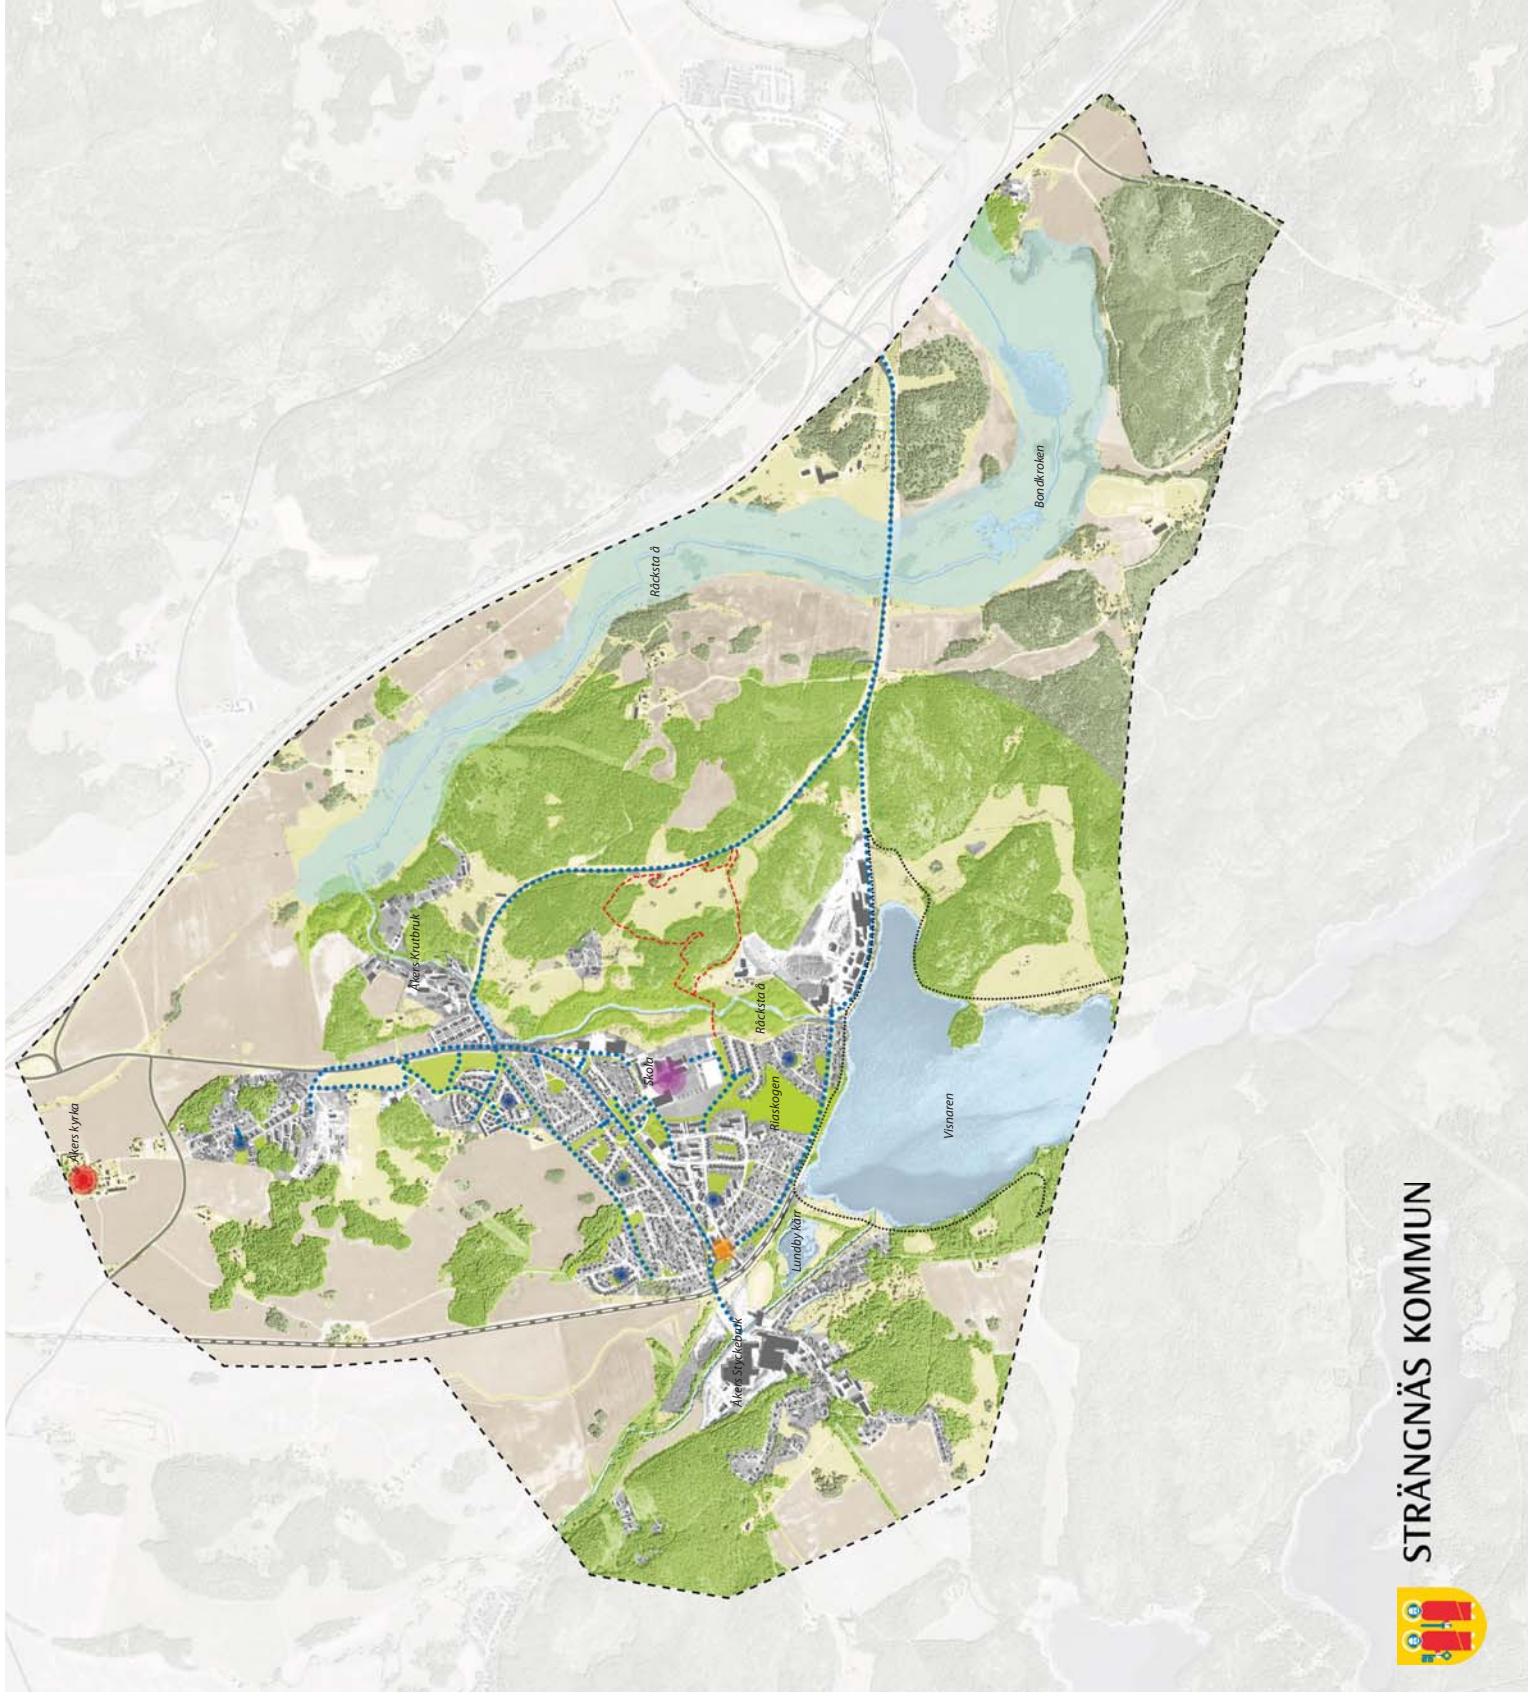 Åkers kyrka
Åkers Krutbruk
Skola
Råcksta å
Åkers Styckebruk
Råcksta å
Riaskogen
Lundby kärr
Visnaren
Bondkroken
STRÄNGNÄS KOMMUN